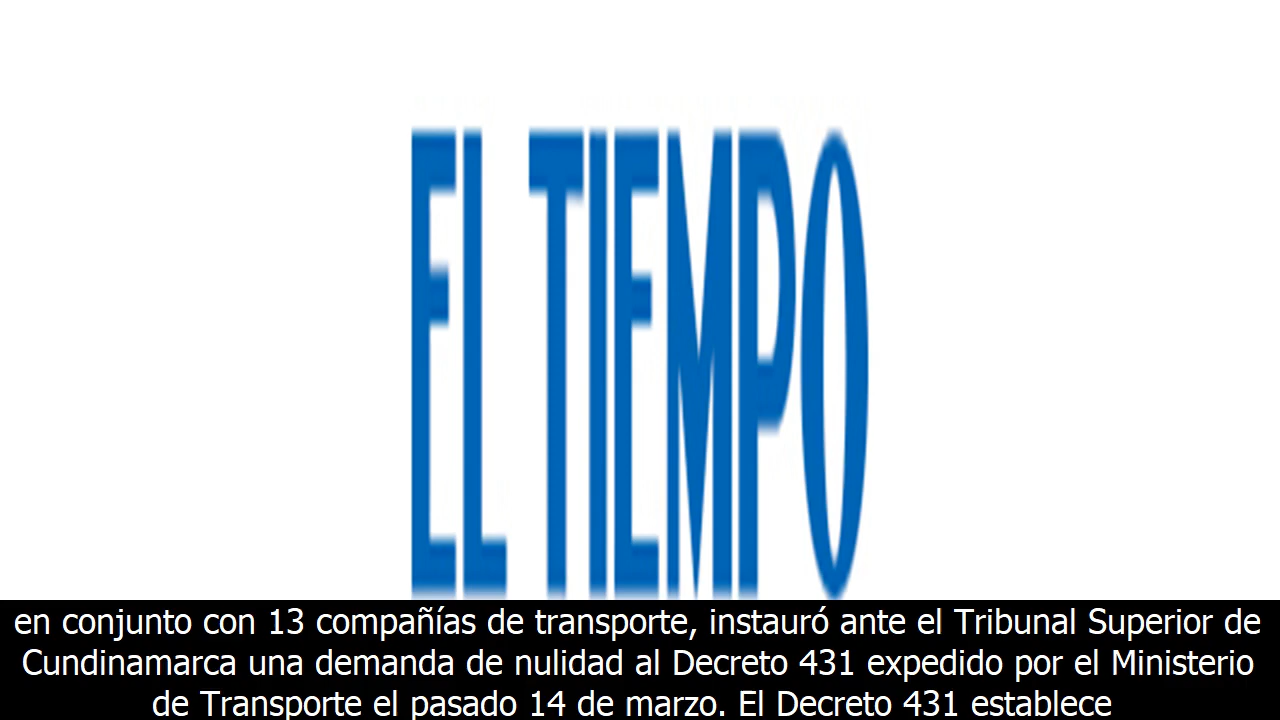 EL TIEMPO
en conjunto con 13 compañías de transporte, instauró ante el Tribunal Superior de
Cundinamarca una demanda de nulidad al Decreto 431 expedido por el Ministerio
de Transporte el pasado 14 de marzo. El Decreto 431 establece